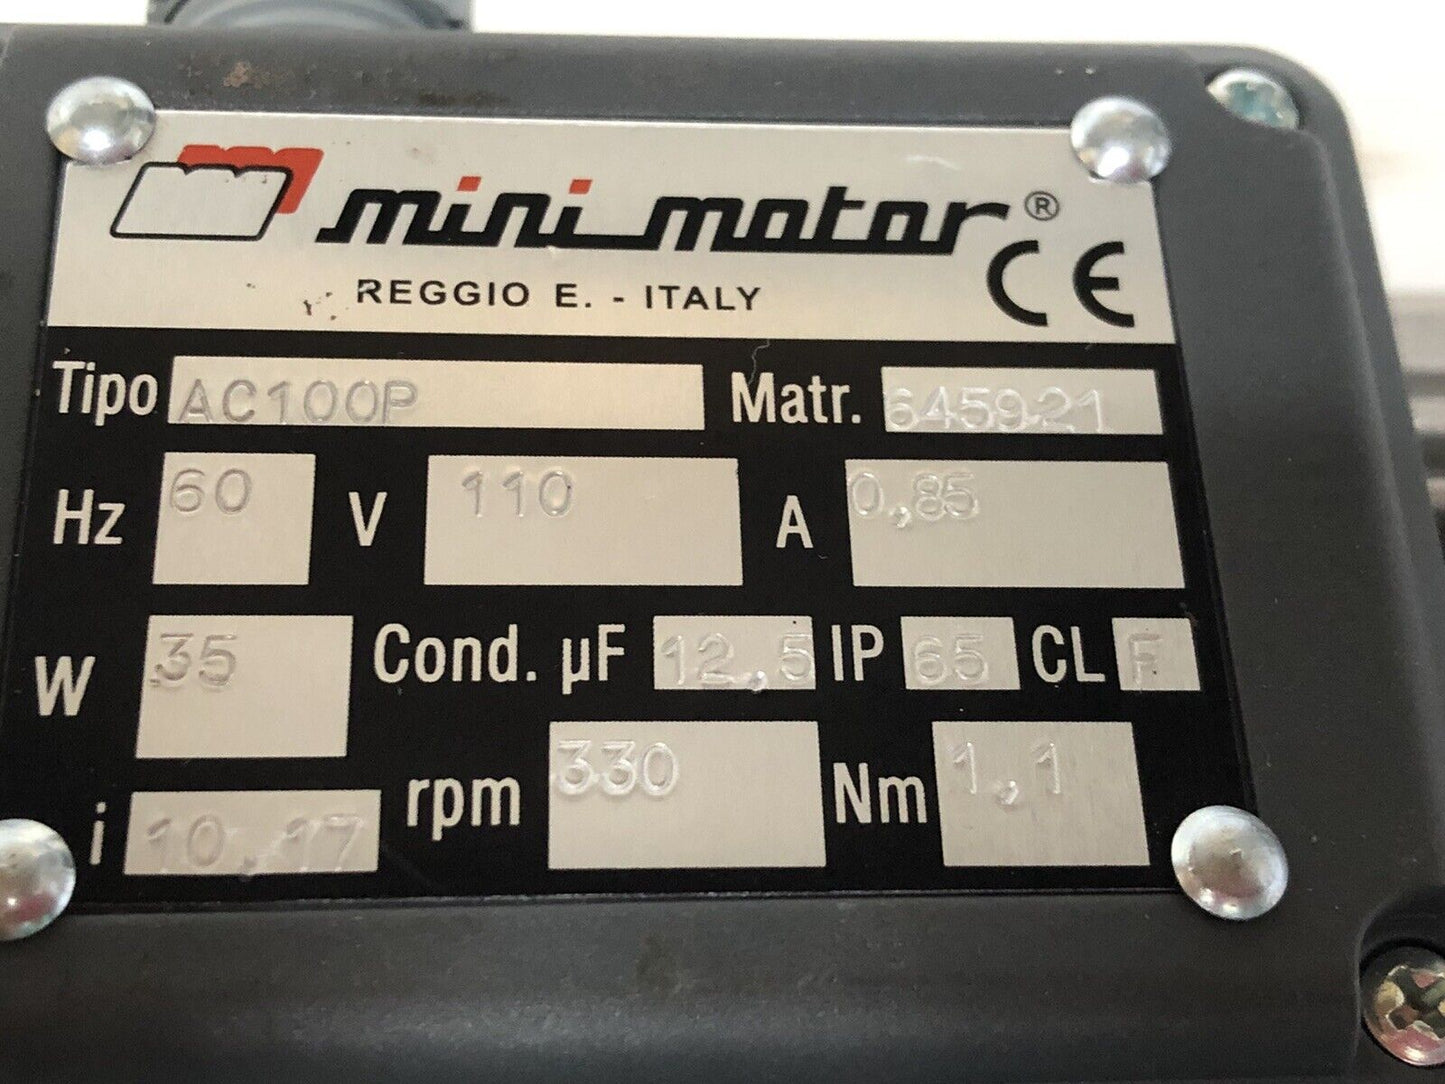 mini motor®
REGGIO E. - ITALY
CE
Tipo AC100P Matr. 645921
Hz 60 V 110 A 0,85
W 35 Cond. µF 12,5 IP 65 CL F
i 10,17 rpm 330 Nm 1,1